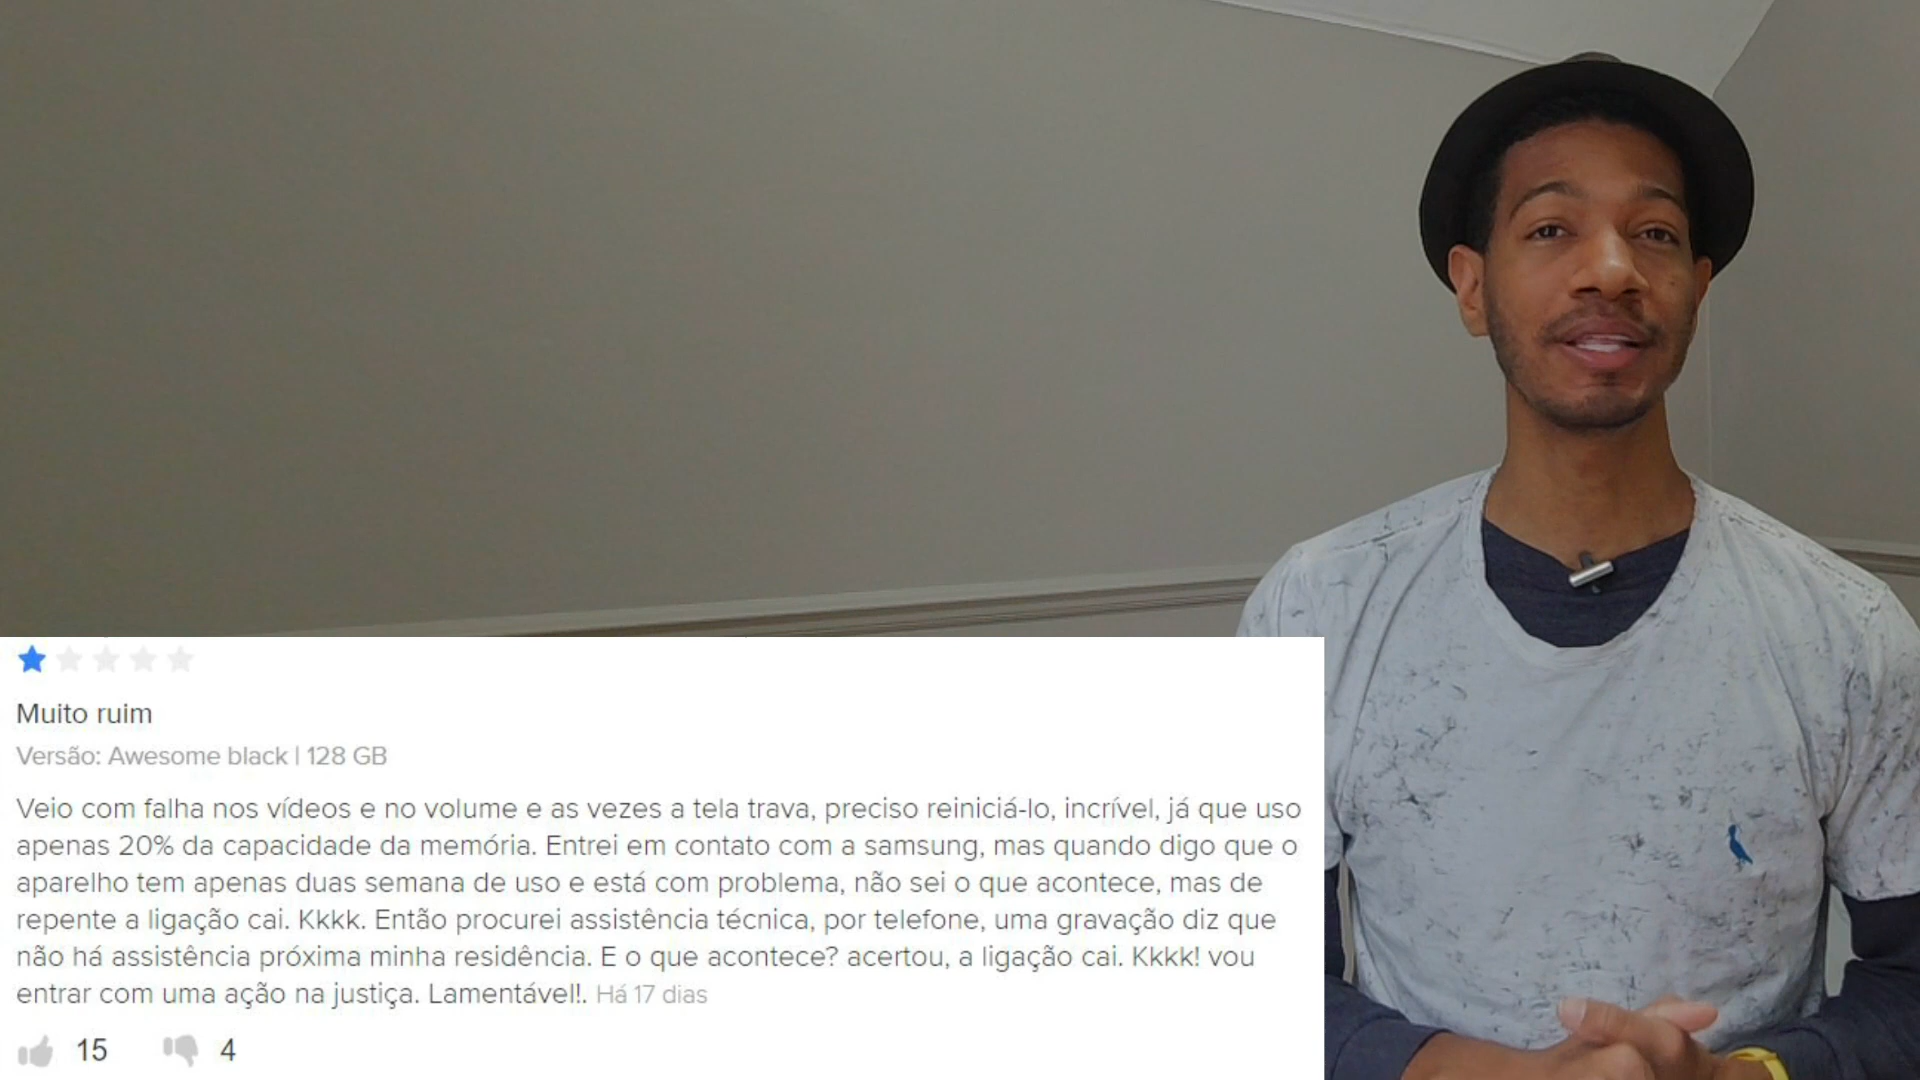 Muito ruim
Versão: Awesome black | 128 GB
Veio com falha nos vídeos e no volume e as vezes a tela trava, preciso reiniciá-lo, incrível, já que uso
apenas 20% da capacidade da memória. Entrei em contato com a samsung, mas quando digo que o
aparelho tem apenas duas semana de uso e está com problema, não sei o que acontece, mas de
repente a ligação cai. Kkkk. Então procurei assistência técnica, por telefone, uma gravação diz que
não há assistência próxima minha residência. E o que acontece? acertou, a ligação cai. Kkkk! vou
entrar com uma ação na justiça. Lamentável!. Há 17 dias
15 4